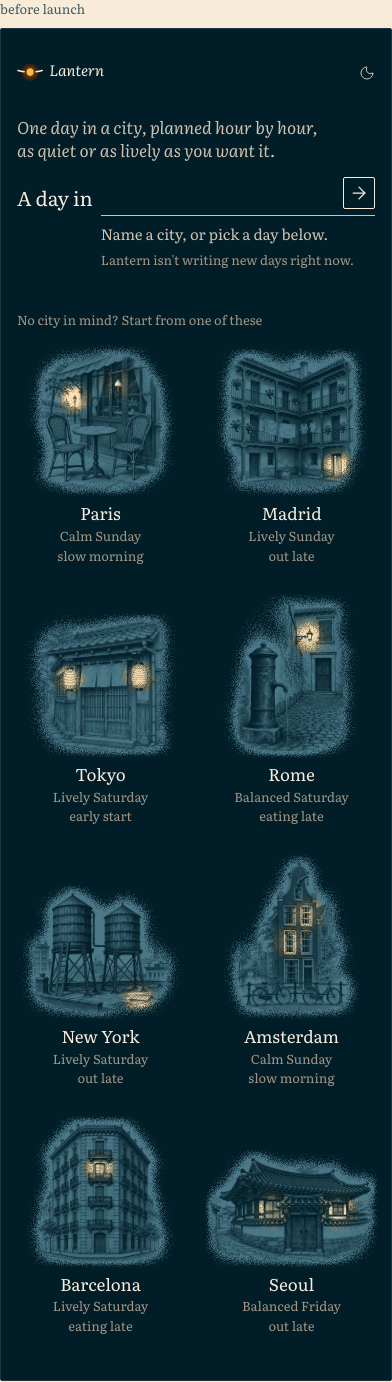 before launch
Lantern
One day in a city, planned hour by hour,
as quiet or as lively as you want it.
A day in
Name a city, or pick a day below.
Lantern isn't writing new days right now.
No city in mind? Start from one of these
Paris
Calm Sunday
slow morning
Madrid
Lively Sunday
out late
Tokyo
Lively Saturday
early start
Rome
Balanced Saturday
eating late
New York
Lively Saturday
out late
Amsterdam
Calm Sunday
slow morning
Barcelona
Lively Saturday
eating late
Seoul
Balanced Friday
out late